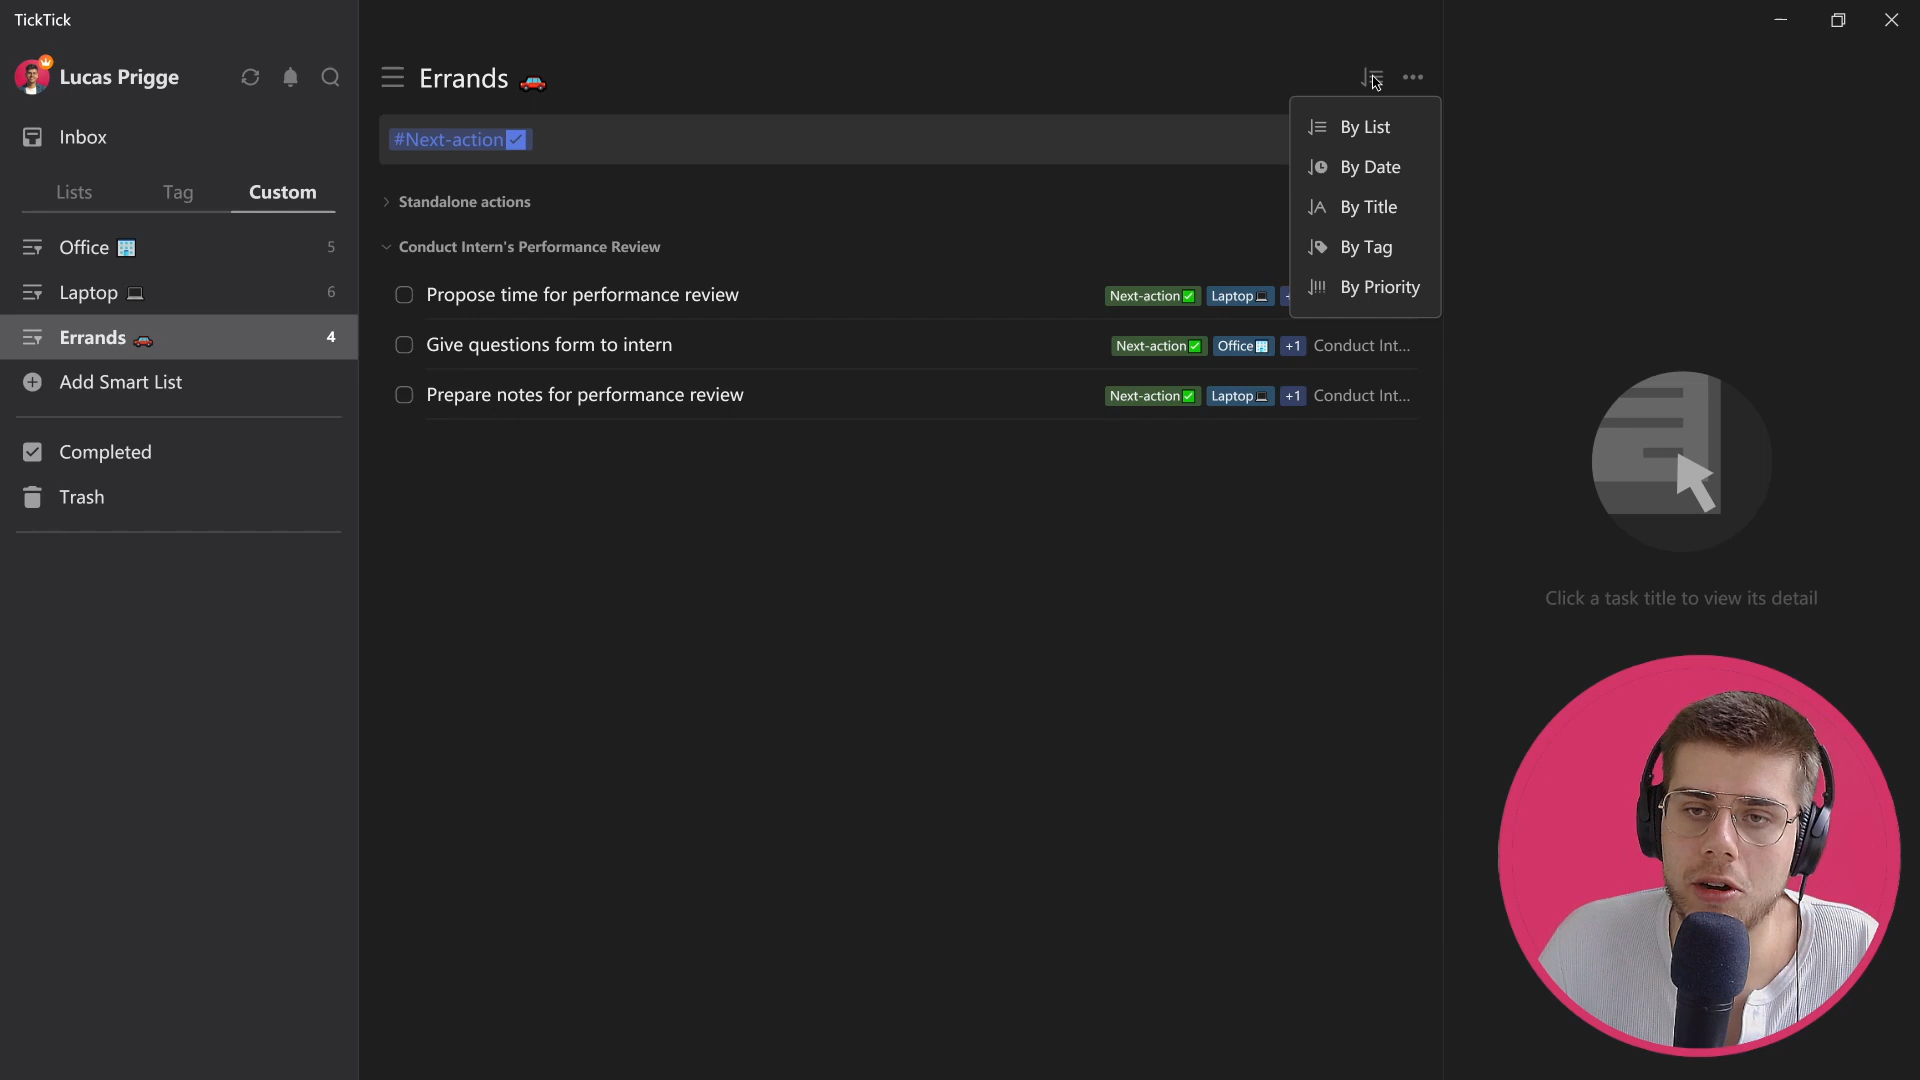 TickTick
Lucas Prigge
Inbox
Lists Tag Custom
Office 5
Laptop 6
Errands 4
Add Smart List
Completed
Trash
Errands
#Next-action
Standalone actions
Conduct Intern's Performance Review
Propose time for performance review Next-action Laptop
Give questions form to intern Next-action Office +1 Conduct Int...
Prepare notes for performance review Next-action Laptop +1 Conduct Int...
By List
By Date
By Title
By Tag
By Priority
Click a task title to view its detail